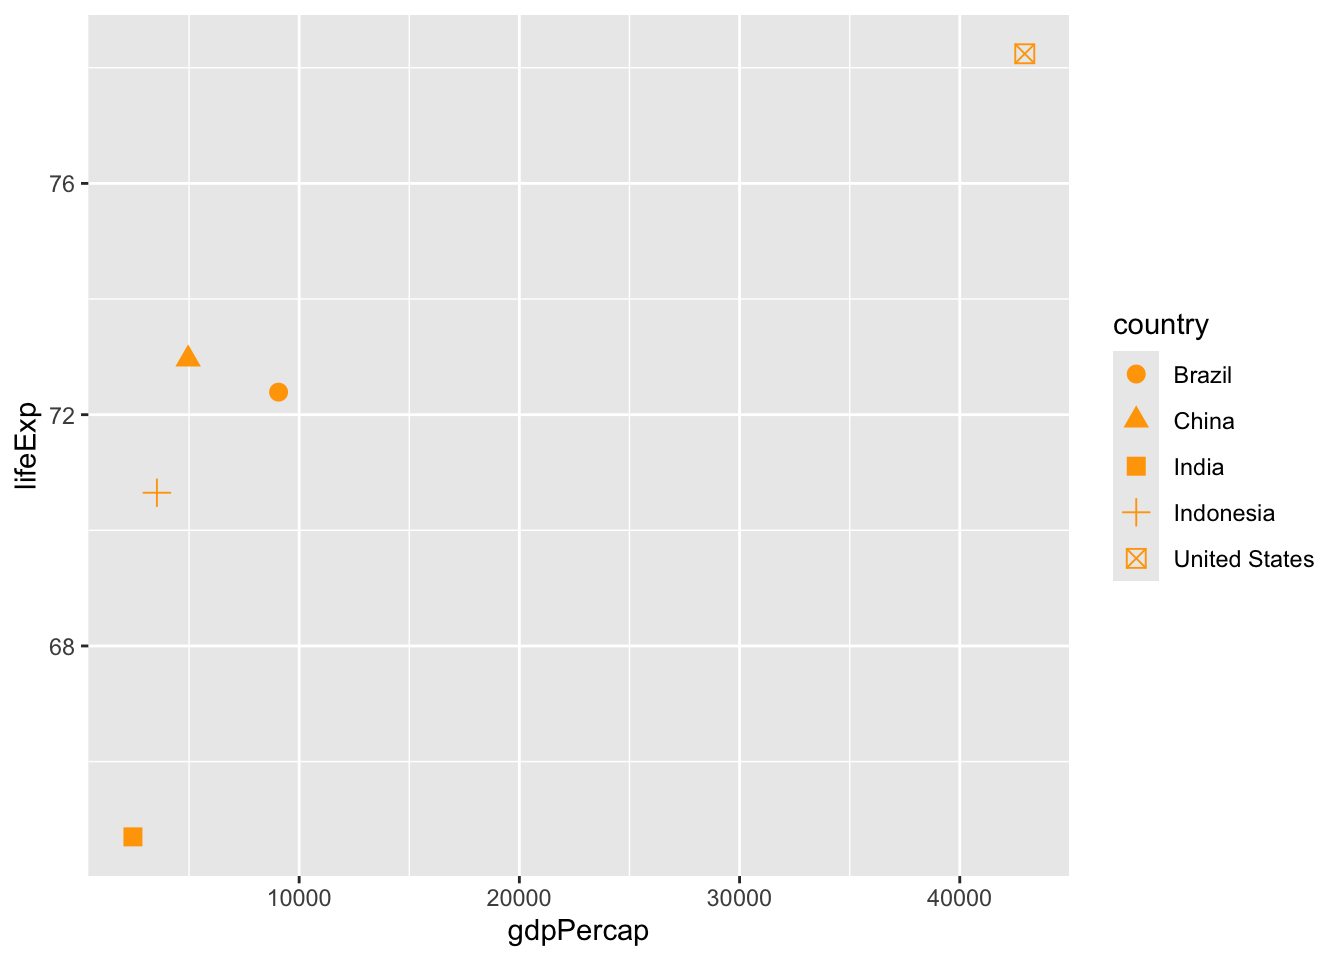 76
72
68
lifeExp
10000
20000
30000
40000
gdpPercap
country
Brazil
China
India
Indonesia
United States